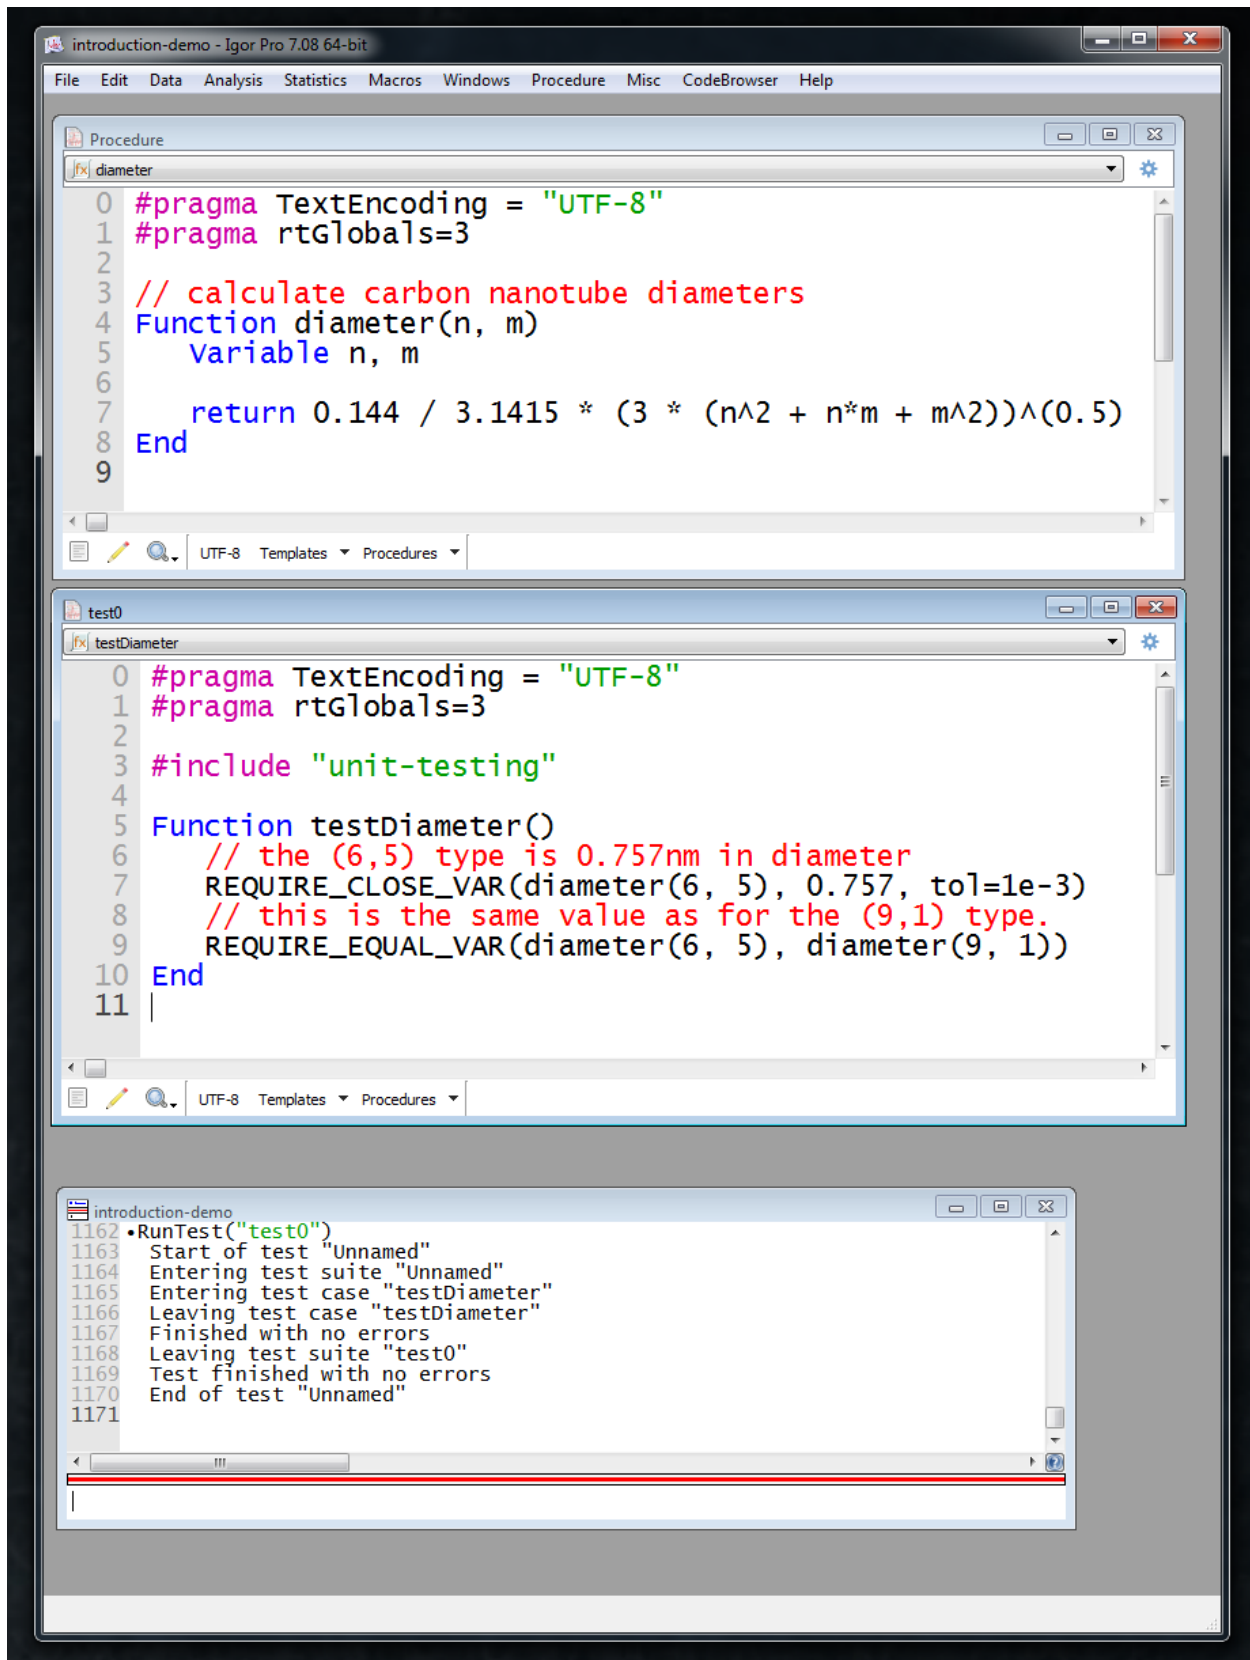 introduction-demo - Igor Pro 7.08 64-bit
File Edit Data Analysis Statistics Macros Windows Procedure Misc CodeBrowser Help
Procedure
fx diameter
0 #pragma TextEncoding = "UTF-8"
1 #pragma rtGlobals=3
2
3 // calculate carbon nanotube diameters
4 Function diameter(n, m)
5 Variable n, m
6
7 return 0.144 / 3.1415 * (3 * (n^2 + n*m + m^2))^(0.5)
8 End
9
UTF-8 Templates Procedures
test0
fx testDiameter
0 #pragma TextEncoding = "UTF-8"
1 #pragma rtGlobals=3
2
3 #include "unit-testing"
4
5 Function testDiameter()
6 // the (6,5) type is 0.757nm in diameter
7 REQUIRE_CLOSE_VAR(diameter(6, 5), 0.757, tol=1e-3)
8 // this is the same value as for the (9,1) type.
9 REQUIRE_EQUAL_VAR(diameter(6, 5), diameter(9, 1))
10 End
11
UTF-8 Templates Procedures
introduction-demo
1162 •RunTest("test0")
1163 Start of test "Unnamed"
1164 Entering test suite "Unnamed"
1165 Entering test case "testDiameter"
1166 Leaving test case "testDiameter"
1167 Finished with no errors
1168 Leaving test suite "test0"
1169 Test finished with no errors
1170 End of test "Unnamed"
1171